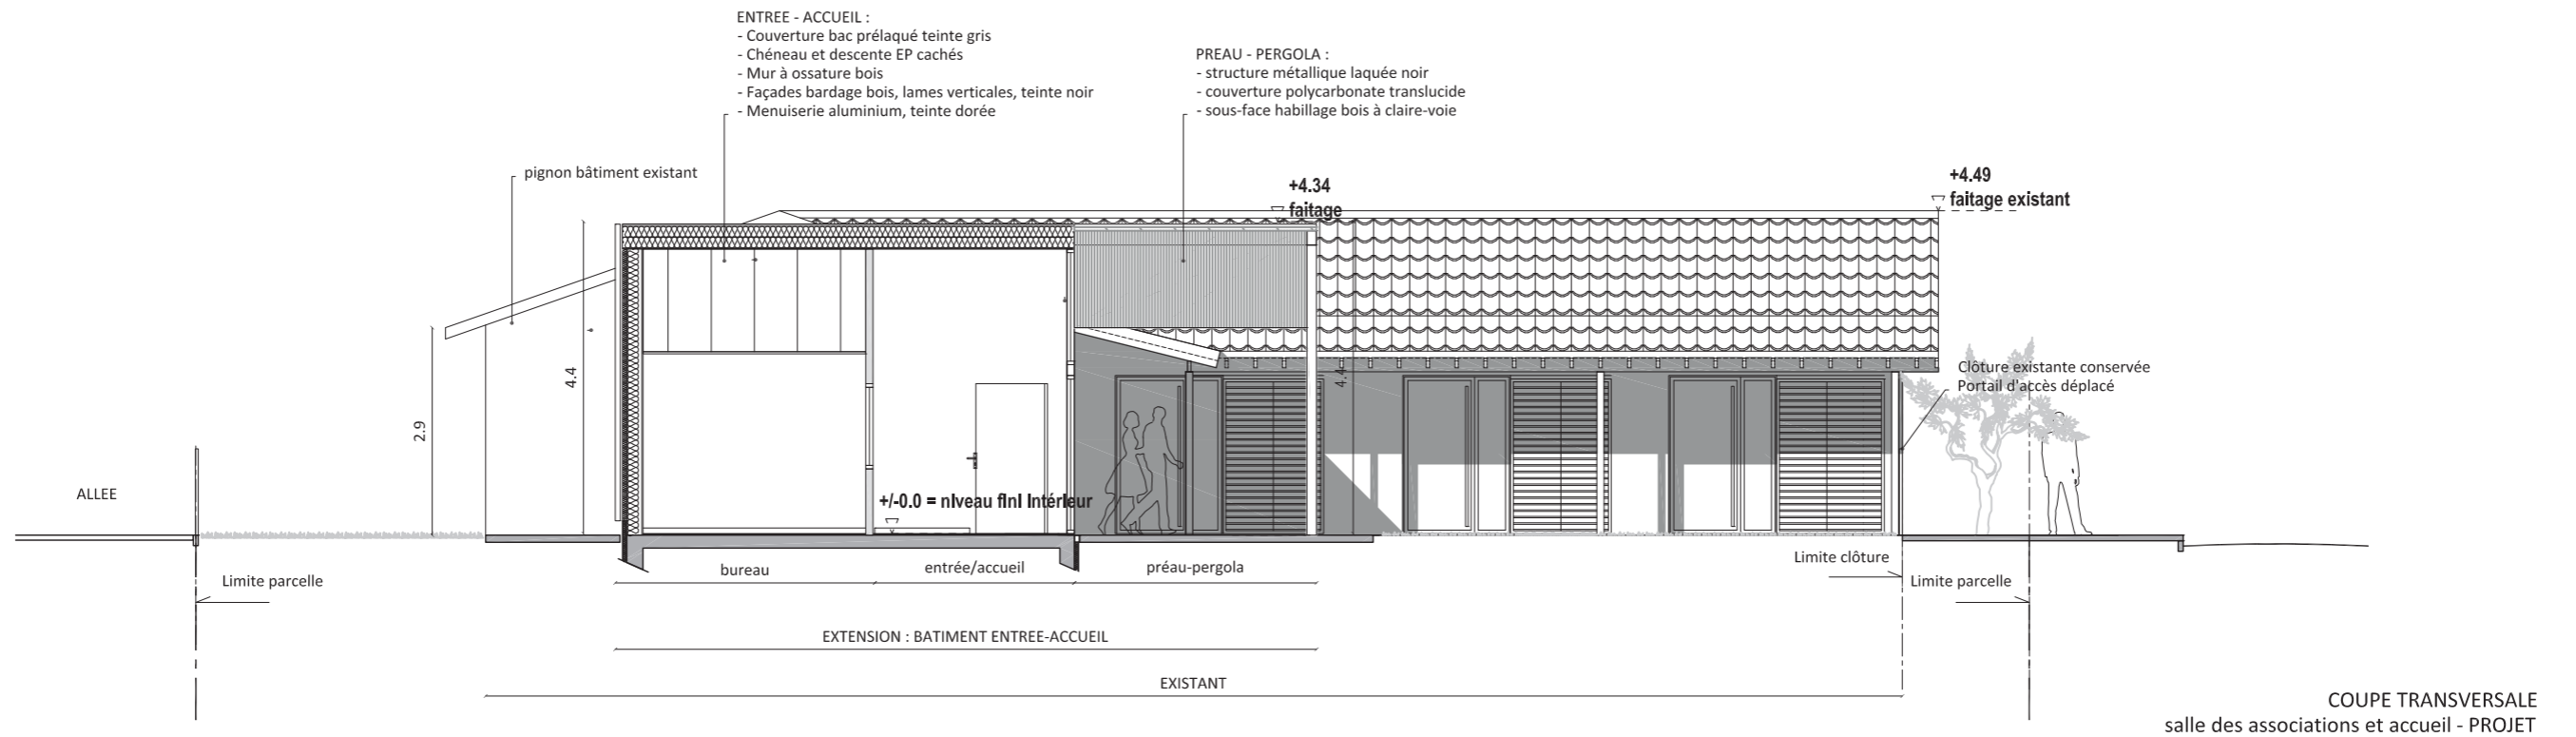 ENTREE - ACCUEIL :
- Couverture bac prélaqué teinte gris
- Chéneau et descente EP cachés
- Mur à ossature bois
- Façades bardage bois, lames verticales, teinte noir
- Menuiserie aluminium, teinte dorée
PREAU - PERGOLA :
- structure métallique laquée noir
- couverture polycarbonate translucide
- sous-face habillage bois à claire-voie
pignon bâtiment existant
+4.34
faitage
+4.49
faitage existant
Clôture existante conservée
Portail d'accès déplacé
4.4
4.4
2.9
ALLEE
+/-0.0 = niveau fini intérieur
Limite parcelle
bureau
entrée/accueil
préau-pergola
Limite clôture
Limite parcelle
EXTENSION : BATIMENT ENTREE-ACCUEIL
EXISTANT
COUPE TRANSVERSALE
salle des associations et accueil - PROJET